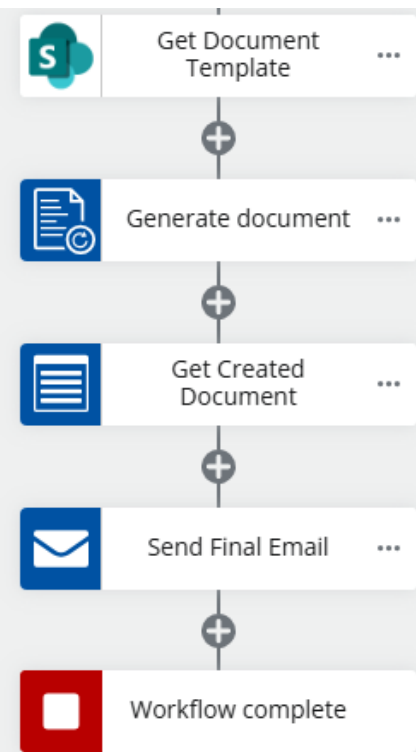 Get Document
Template
Generate document
Get Created
Document
Send Final Email
Workflow complete